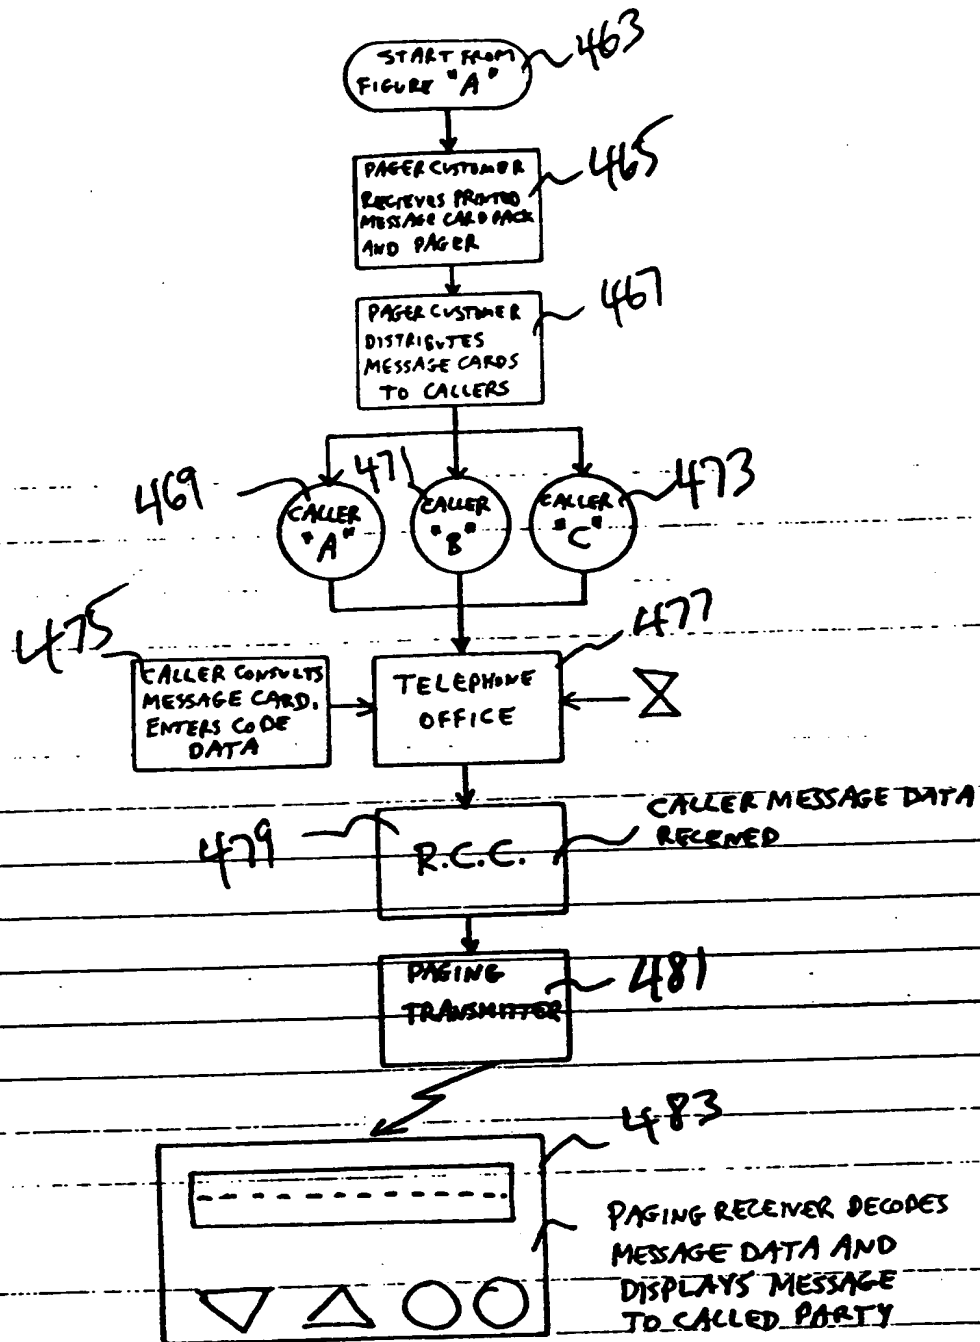 START FROM
FIGURE "A"
463
PAGER CUSTOMER
RECIEVES PRINTED
MESSAGE CARD PACK
AND PAGER
465
PAGER CUSTOMER
DISTRIBUTES
MESSAGE CARDS
TO CALLERS
467
469
CALLER
"A"
471
CALLER
"B"
CALLER
"C"
473
475
CALLER CONSULTS
MESSAGE CARD.
ENTERS CODE
DATA
TELEPHONE
OFFICE
477
479
R.C.C.
CALLER MESSAGE DATA
RECEIVED
PAGING
TRANSMITTER
481
483
PAGING RECEIVER DECODES
MESSAGE DATA AND
DISPLAYS MESSAGE
TO CALLED PARTY